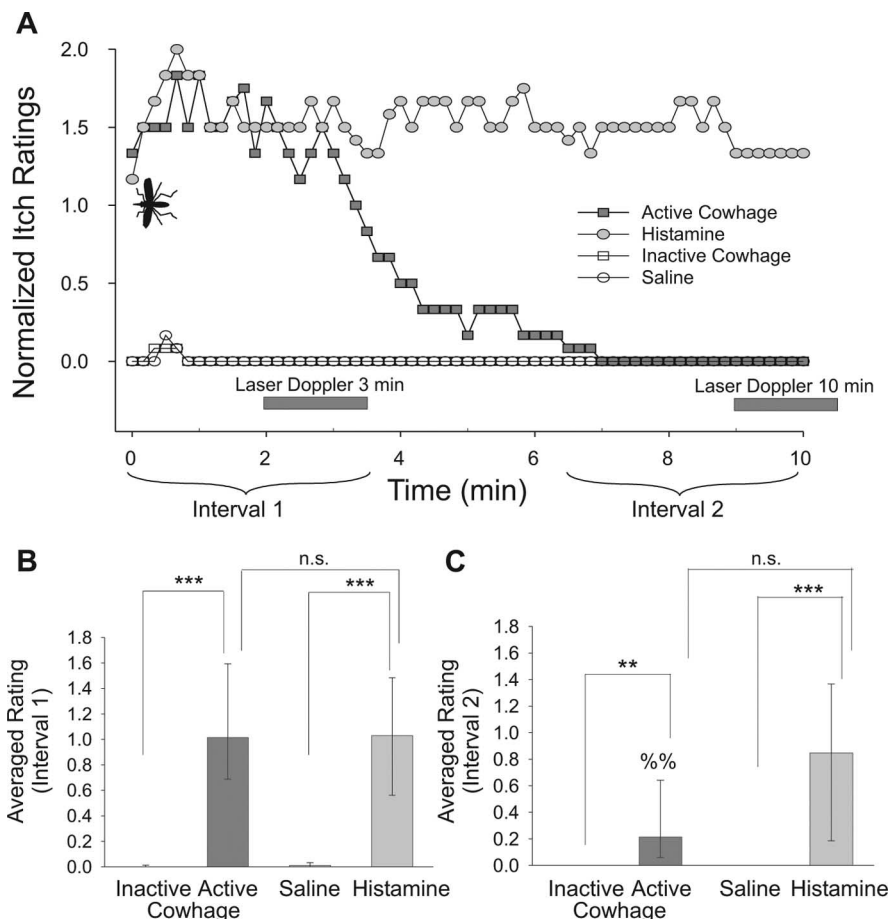 A
2.0
1.5
1.0
0.5
0.0
Normalized Itch Ratings
Active Cowhage
Histamine
Inactive Cowhage
Saline
Laser Doppler 3 min
Laser Doppler 10 min
0 2 4 6 8 10
Time (min)
Interval 1
Interval 2
B
n.s.
***
***
1.8
1.6
1.4
1.2
1.0
0.8
0.6
0.4
0.2
0.0
Averaged Rating
(Interval 1)
Inactive Active Saline Histamine
Cowhage
C
n.s.
***
**
%%
1.8
1.6
1.4
1.2
1.0
0.8
0.6
0.4
0.2
0.0
Averaged Rating
(Interval 2)
Inactive Active Saline Histamine
Cowhage